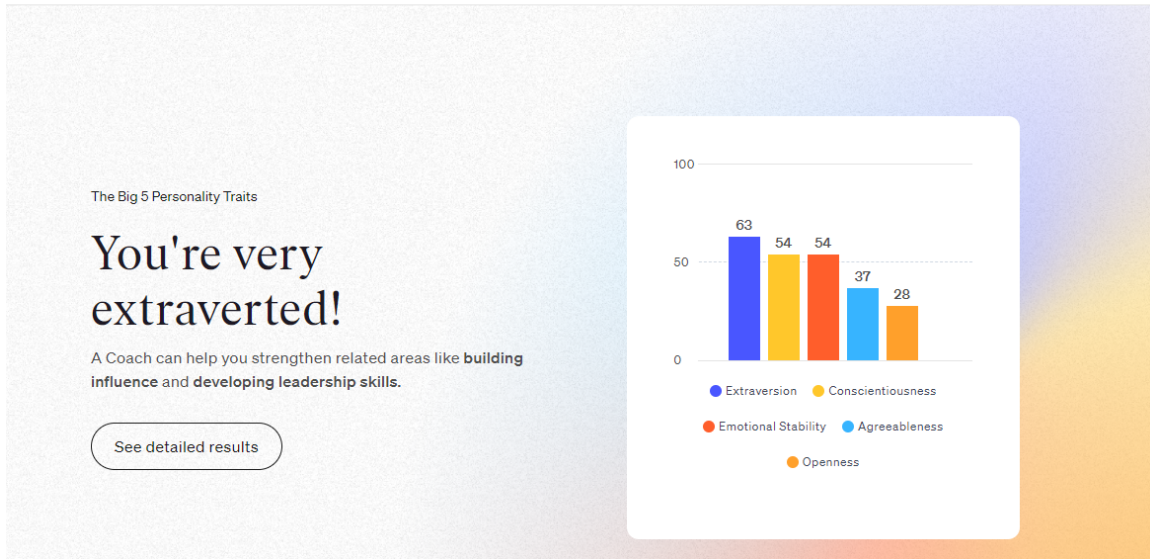 The Big 5 Personality Traits
You're very
extraverted!
A Coach can help you strengthen related areas like building
influence and developing leadership skills.
See detailed results
100
63
54
54
50
37
28
0
Extraversion
Conscientiousness
Emotional Stability
Agreeableness
Openness